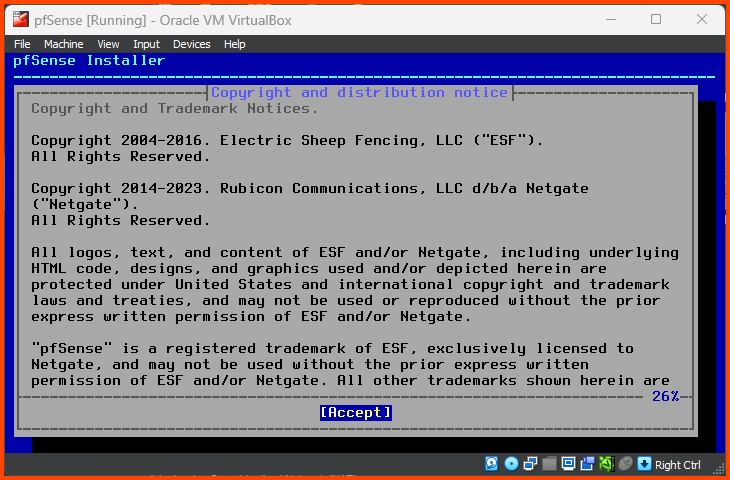 pfSense [Running] - Oracle VM VirtualBox
File Machine View Input Devices Help
pfSense Installer
Copyright and distribution notice
Copyright and Trademark Notices.
Copyright 2004-2016. Electric Sheep Fencing, LLC ("ESF").
All Rights Reserved.
Copyright 2014-2023. Rubicon Communications, LLC d/b/a Netgate
("Netgate").
All Rights Reserved.
All logos, text, and content of ESF and/or Netgate, including underlying
HTML code, designs, and graphics used and/or depicted herein are
protected under United States and international copyright and trademark
laws and treaties, and may not be used or reproduced without the prior
express written permission of ESF and/or Netgate.
"pfSense" is a registered trademark of ESF, exclusively licensed to
Netgate, and may not be used without the prior express written
permission of ESF and/or Netgate. All other trademarks shown herein are
26%
[Accept]
Right Ctrl